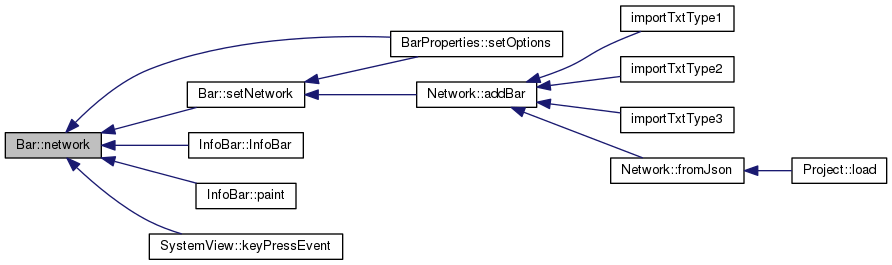 importTxtType1
BarProperties::setOptions
importTxtType2
Bar::setNetwork
Network::addBar
importTxtType3
Bar::network
InfoBar::InfoBar
Network::fromJson
Project::load
InfoBar::paint
SystemView::keyPressEvent